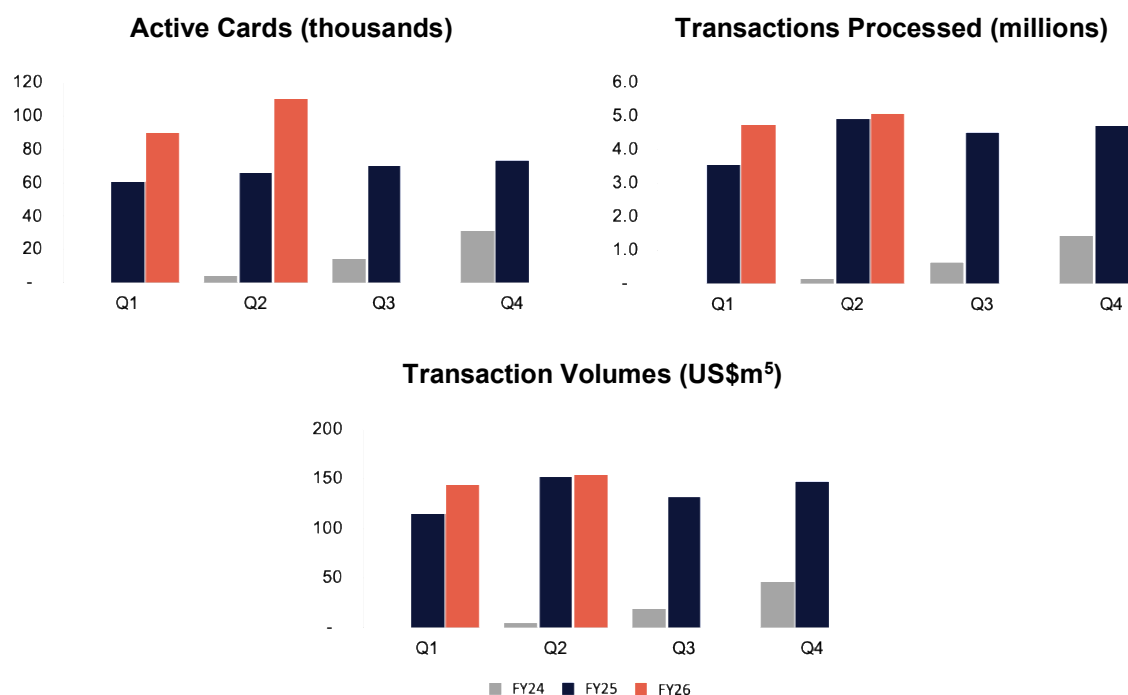 Active Cards (thousands)
120
100
80
60
40
20
-
Q1 Q2 Q3 Q4
Transactions Processed (millions)
6.0
5.0
4.0
3.0
2.0
1.0
-
Q1 Q2 Q3 Q4
Transaction Volumes (US$m⁵)
200
150
100
50
-
Q1 Q2 Q3 Q4
FY24 FY25 FY26